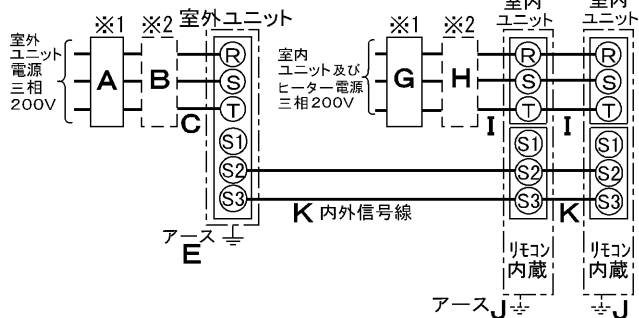 ※1
※2
室外ユニット
室外
ユニット
電源
三相
200V
A
B
C
R
S
T
S1
S2
S3
アース
E
※1
※2
室内
ユニット及び
ヒーター電源
三相200V
G
H
I
I
室内
ユニット
R
S
T
S1
S2
S3
リモコン
内蔵
室内
ユニット
R
S
T
S1
S2
S3
リモコン
内蔵
K 内外信号線
K
アース J
J